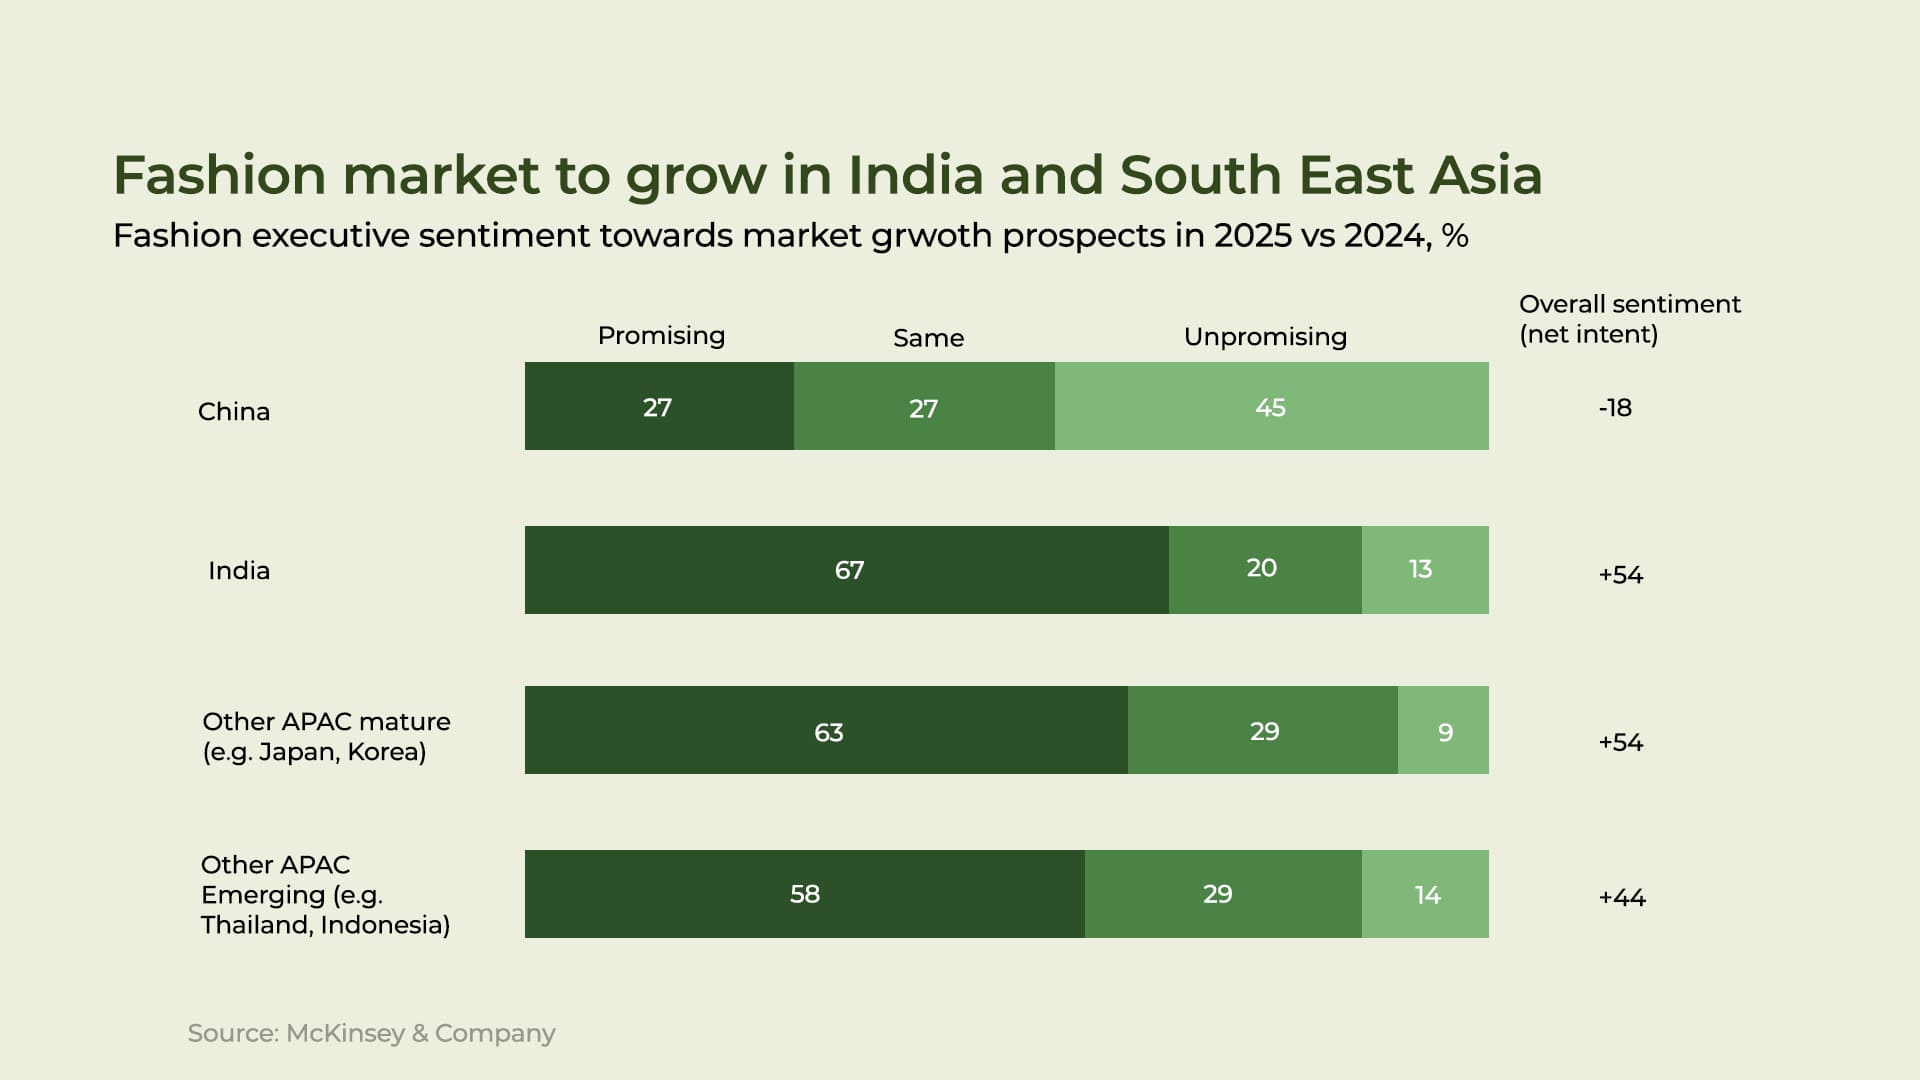 Fashion market to grow in India and South East Asia
Fashion executive sentiment towards market grwoth prospects in 2025 vs 2024, %
Overall sentiment
(net intent)
Promising Same Unpromising
China 27 27 45 -18
India 67 20 13 +54
Other APAC mature
(e.g. Japan, Korea)
63 29 9 +54
Other APAC
Emerging (e.g.
Thailand, Indonesia)
58 29 14 +44
Source: McKinsey & Company